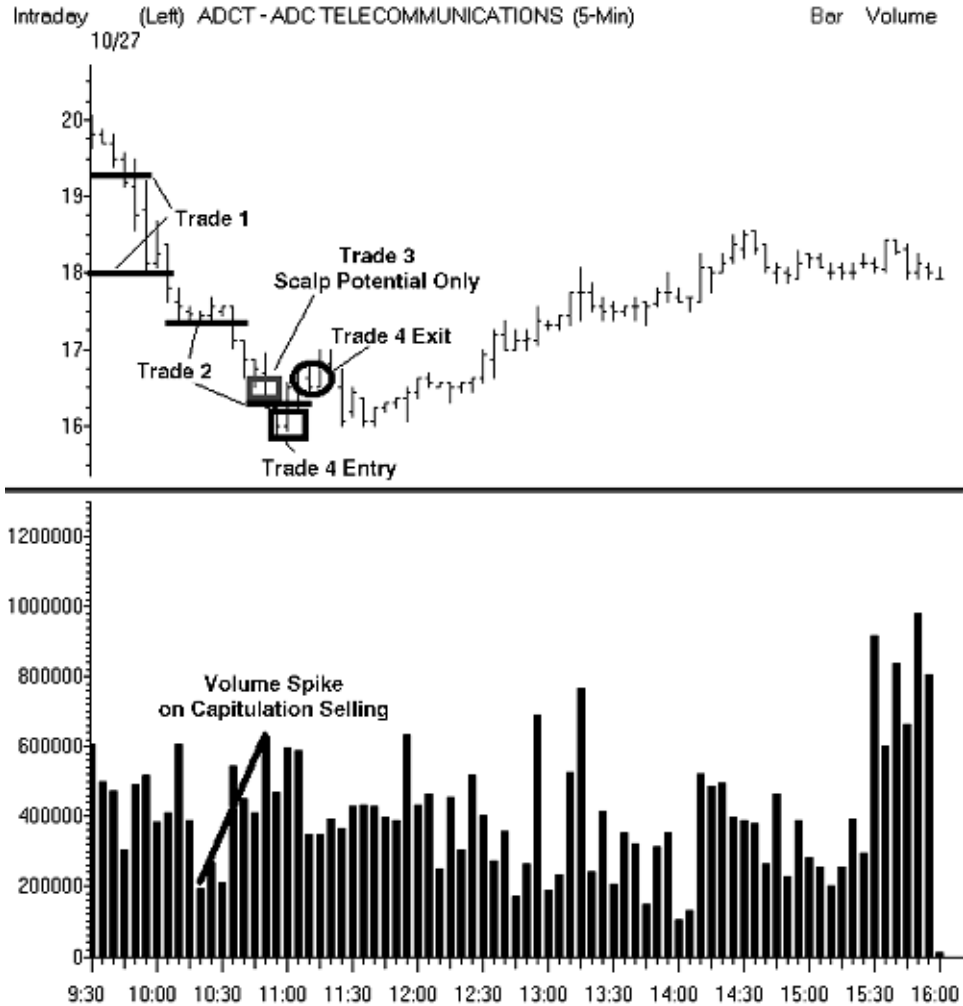 Intraday (Left) ADCT - ADC TELECOMMUNICATIONS (5-Min) Bar Volume
10/27
20
19
Trade 1
Trade 3
18
Scalp Potential Only
17
Trade 4 Exit
Trade 2
16
Trade 4 Entry
1200000
1000000
800000
Volume Spike
on Capitulation Selling
600000
400000
200000
0
9:30 10:00 10:30 11:00 11:30 12:00 12:30 13:00 13:30 14:00 14:30 15:00 15:30 16:00